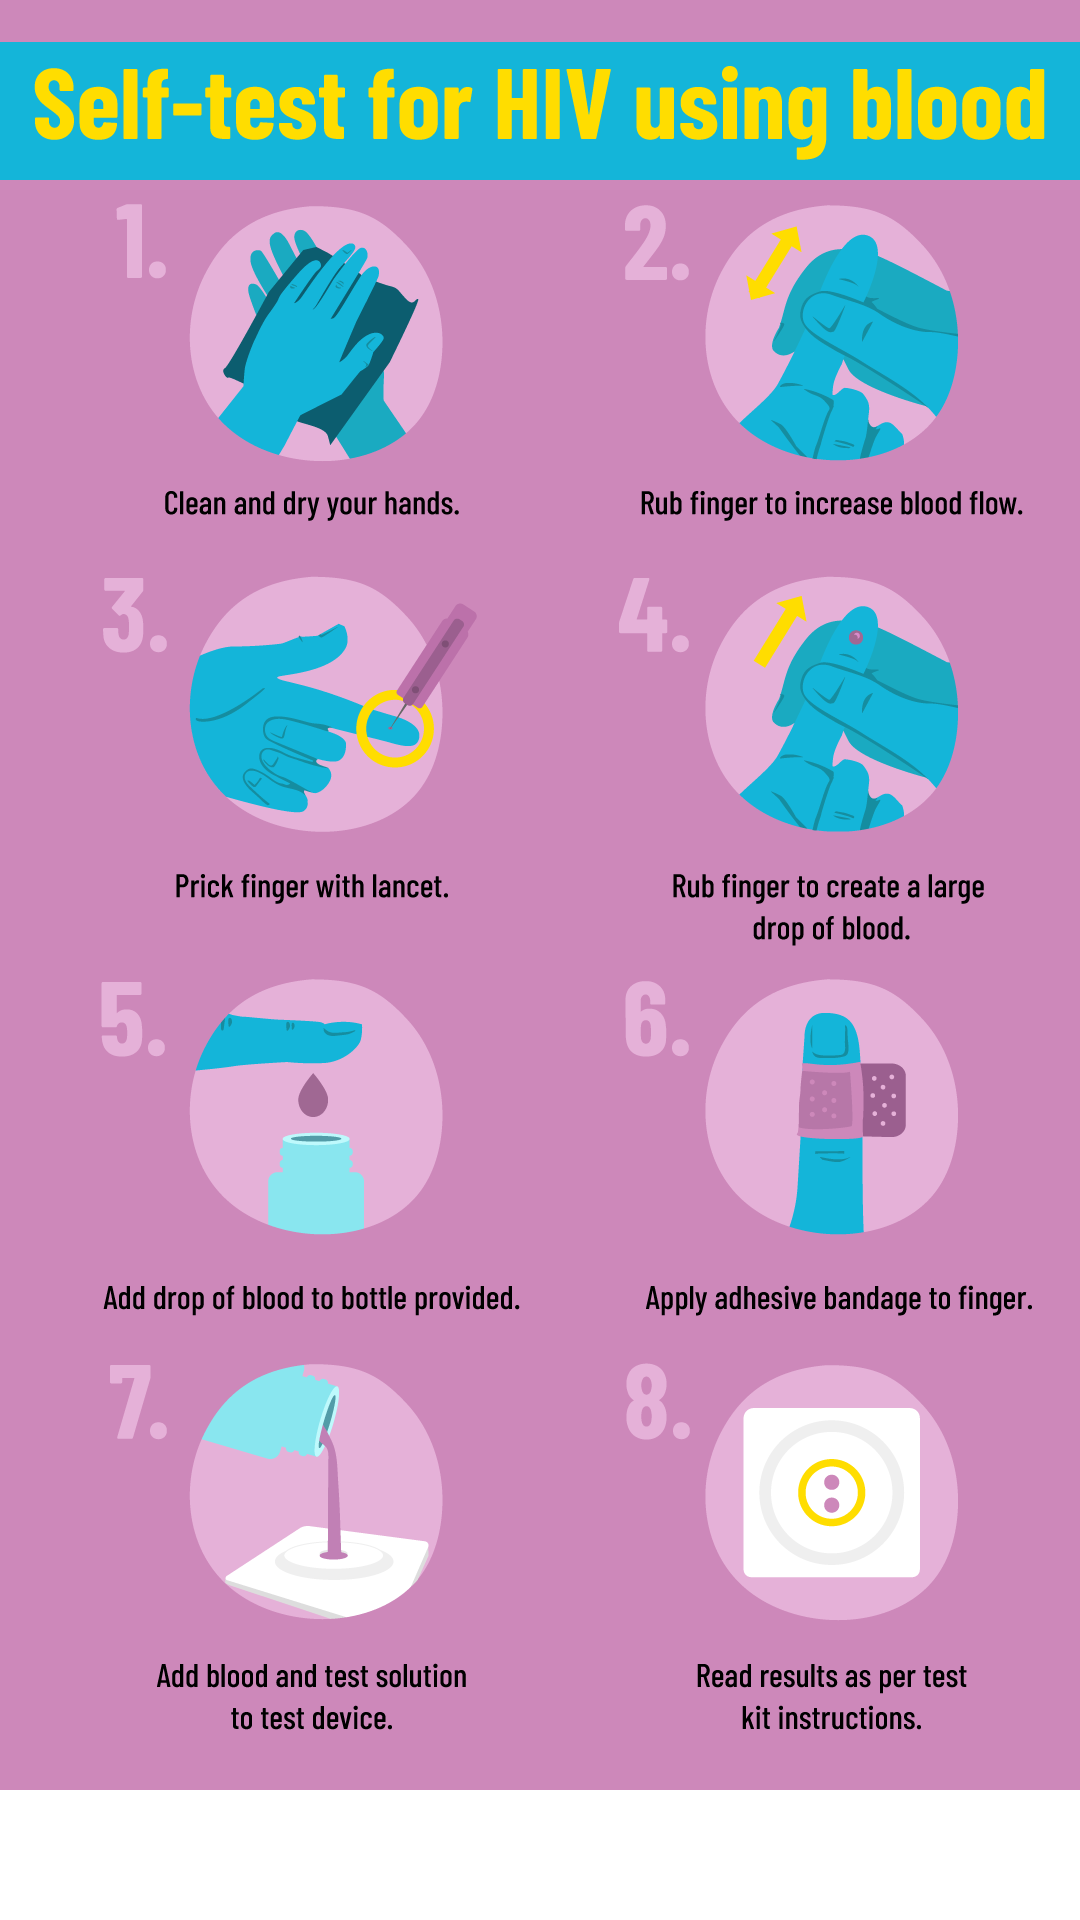 Self-test for HIV using blood
1.
Clean and dry your hands.
2.
Rub finger to increase blood flow.
3.
Prick finger with lancet.
4.
Rub finger to create a large
drop of blood.
5.
Add drop of blood to bottle provided.
6.
Apply adhesive bandage to finger.
7.
Add blood and test solution
to test device.
8.
Read results as per test
kit instructions.